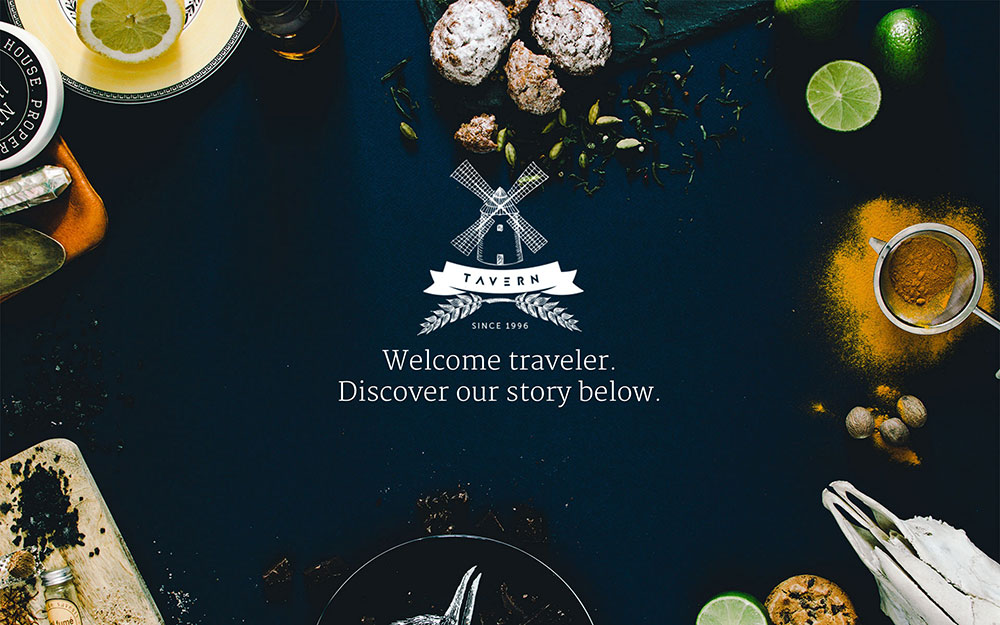 HOUSE PROPER
TAVERN
SINCE 1996
Welcome traveler.
Discover our story below.